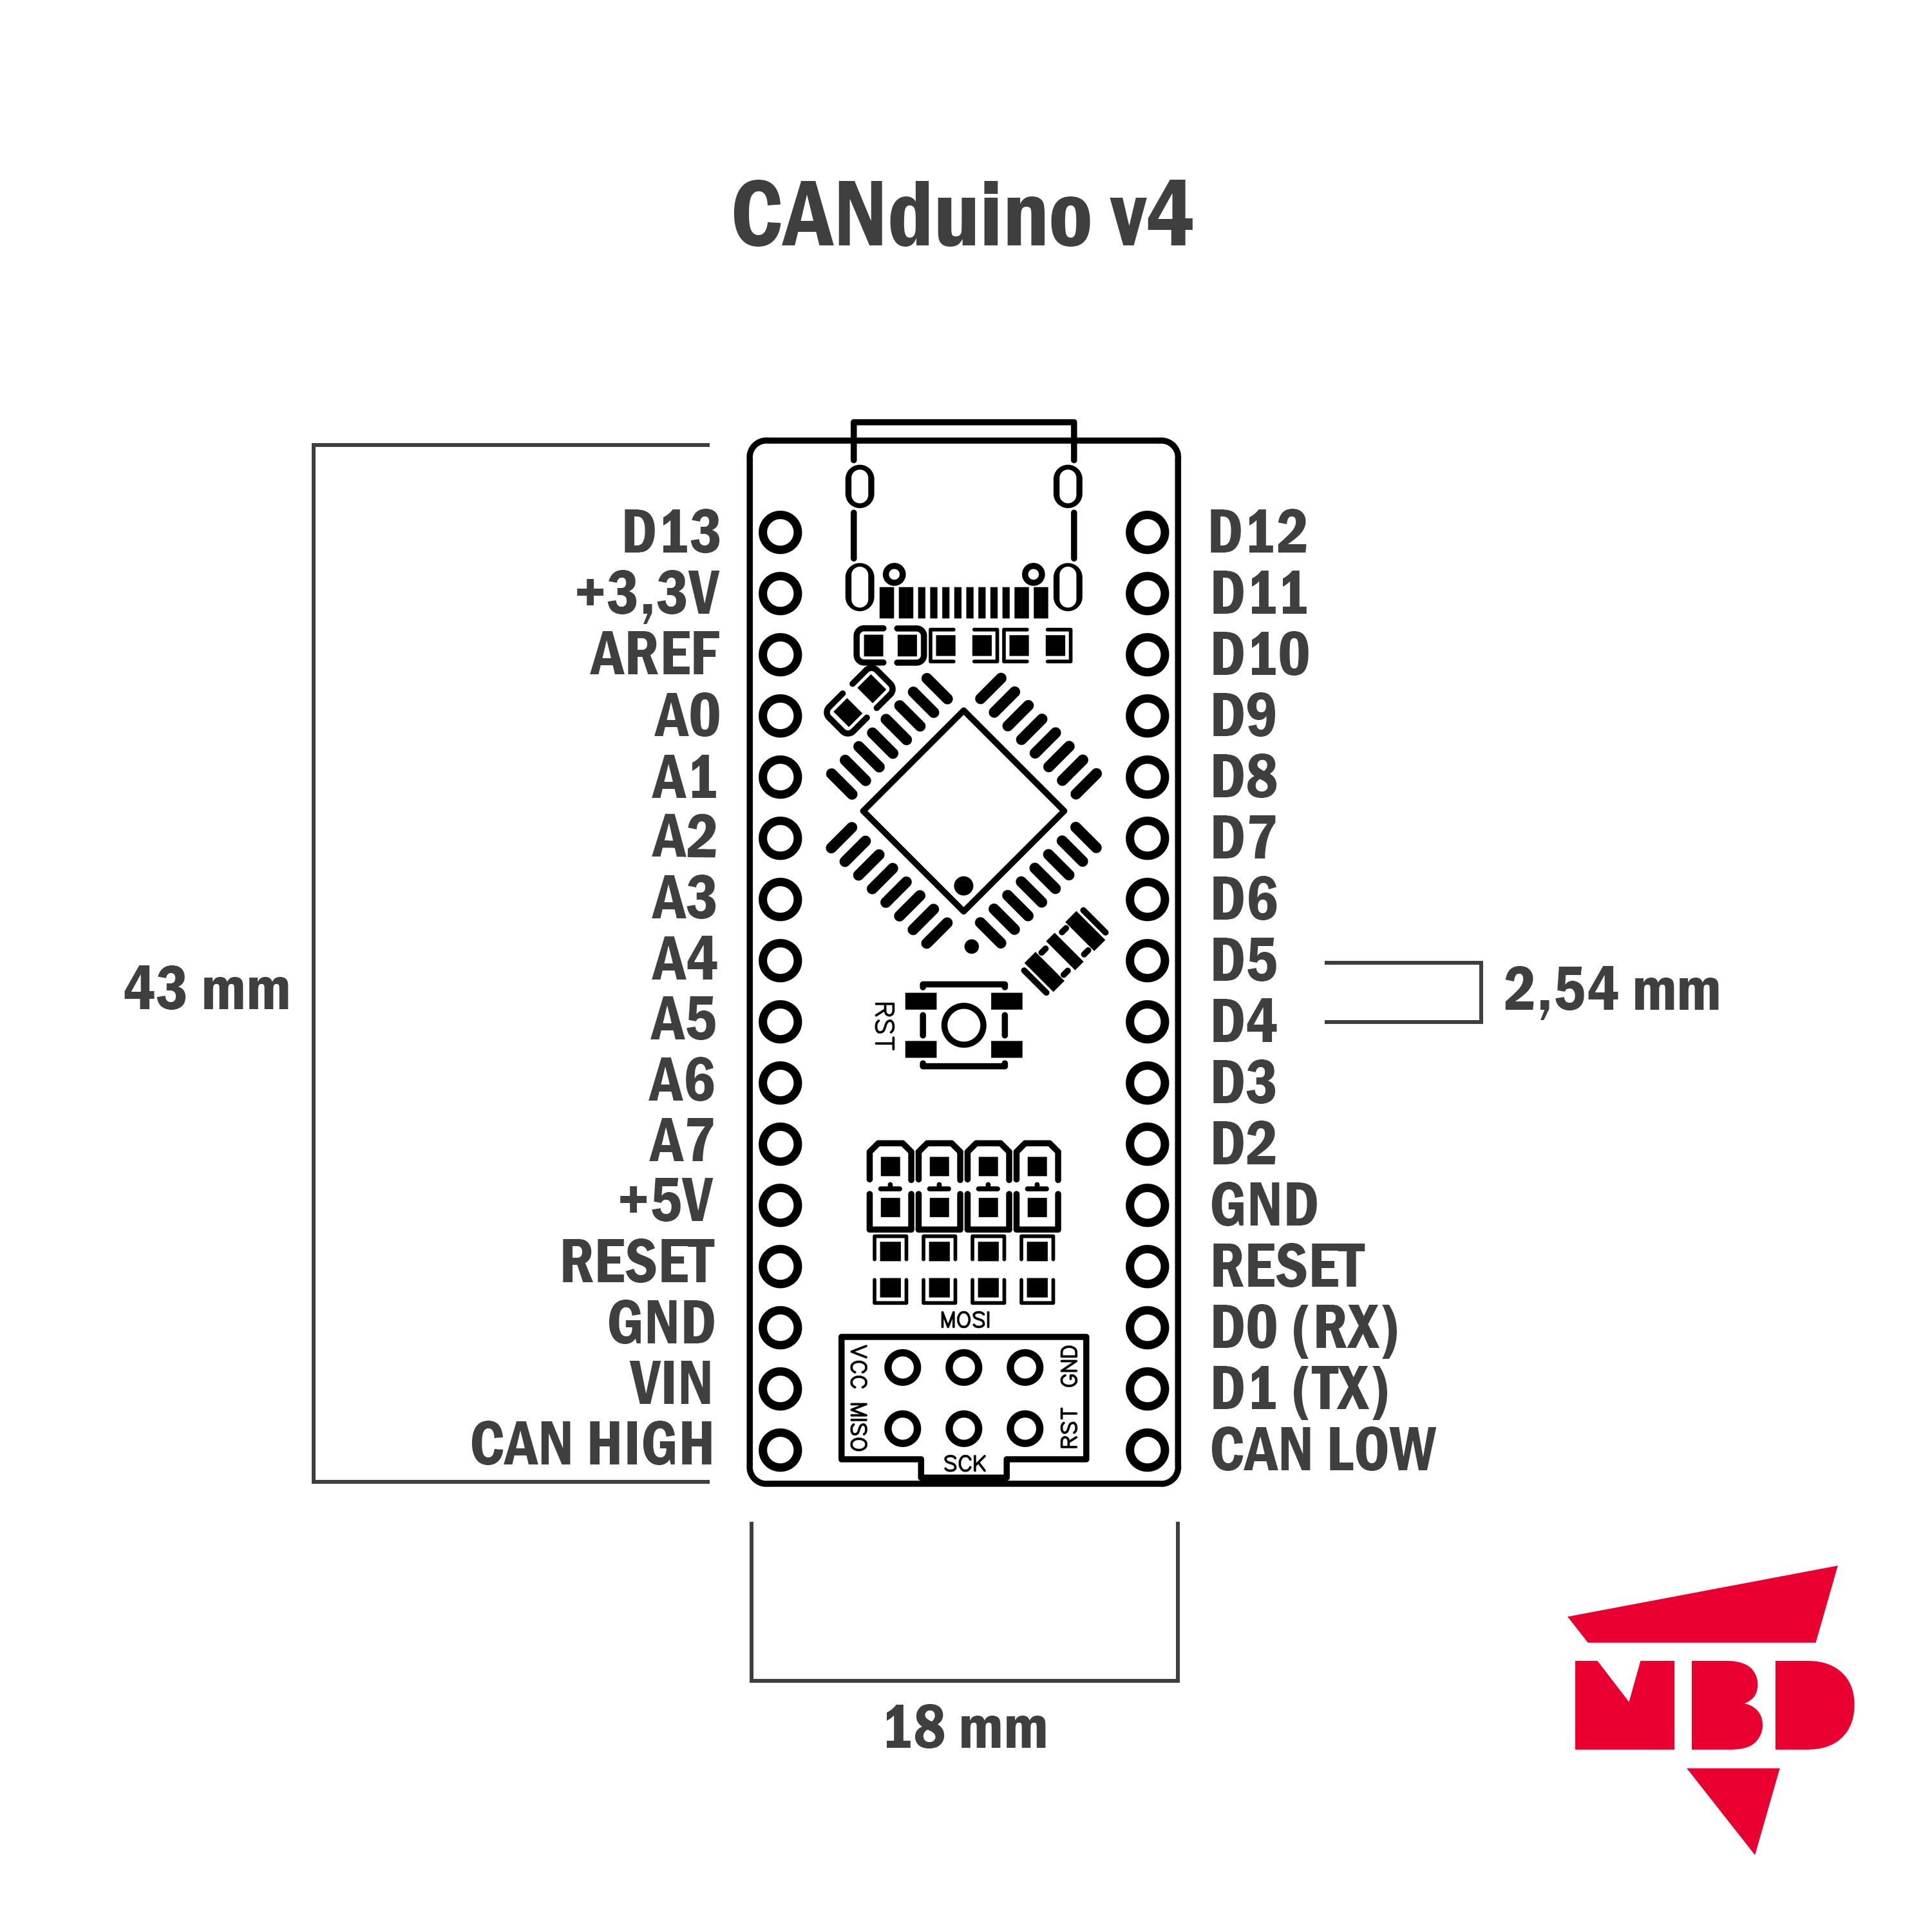 CANduino v4
D13
+3,3V
AREF
A0
A1
A2
A3
A4
A5
A6
A7
+5V
RESET
GND
VIN
CAN HIGH
D12
D11
D10
D9
D8
D7
D6
D5
D4
D3
D2
GND
RESET
D0 (RX)
D1 (TX)
CAN LOW
43 mm
2,54 mm
18 mm
RST
MOSI
VCC
MISO
GND
RST
SCK
MBD